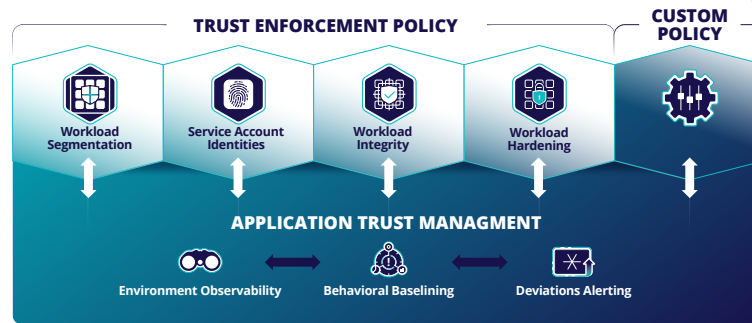 TRUST ENFORCEMENT POLICY
CUSTOM
POLICY
Workload
Segmentation
Service Account
Identities
Workload
Integrity
Workload
Hardening
APPLICATION TRUST MANAGMENT
Environment Observability
Behavioral Baselining
Deviations Alerting